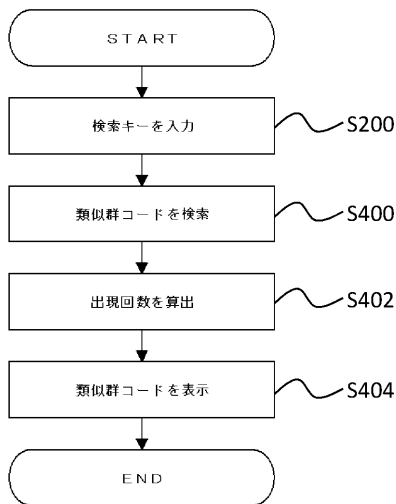 START
検索キーを入力
S200
類似群コードを検索
S400
出現回数を算出
S402
類似群コードを表示
S404
END